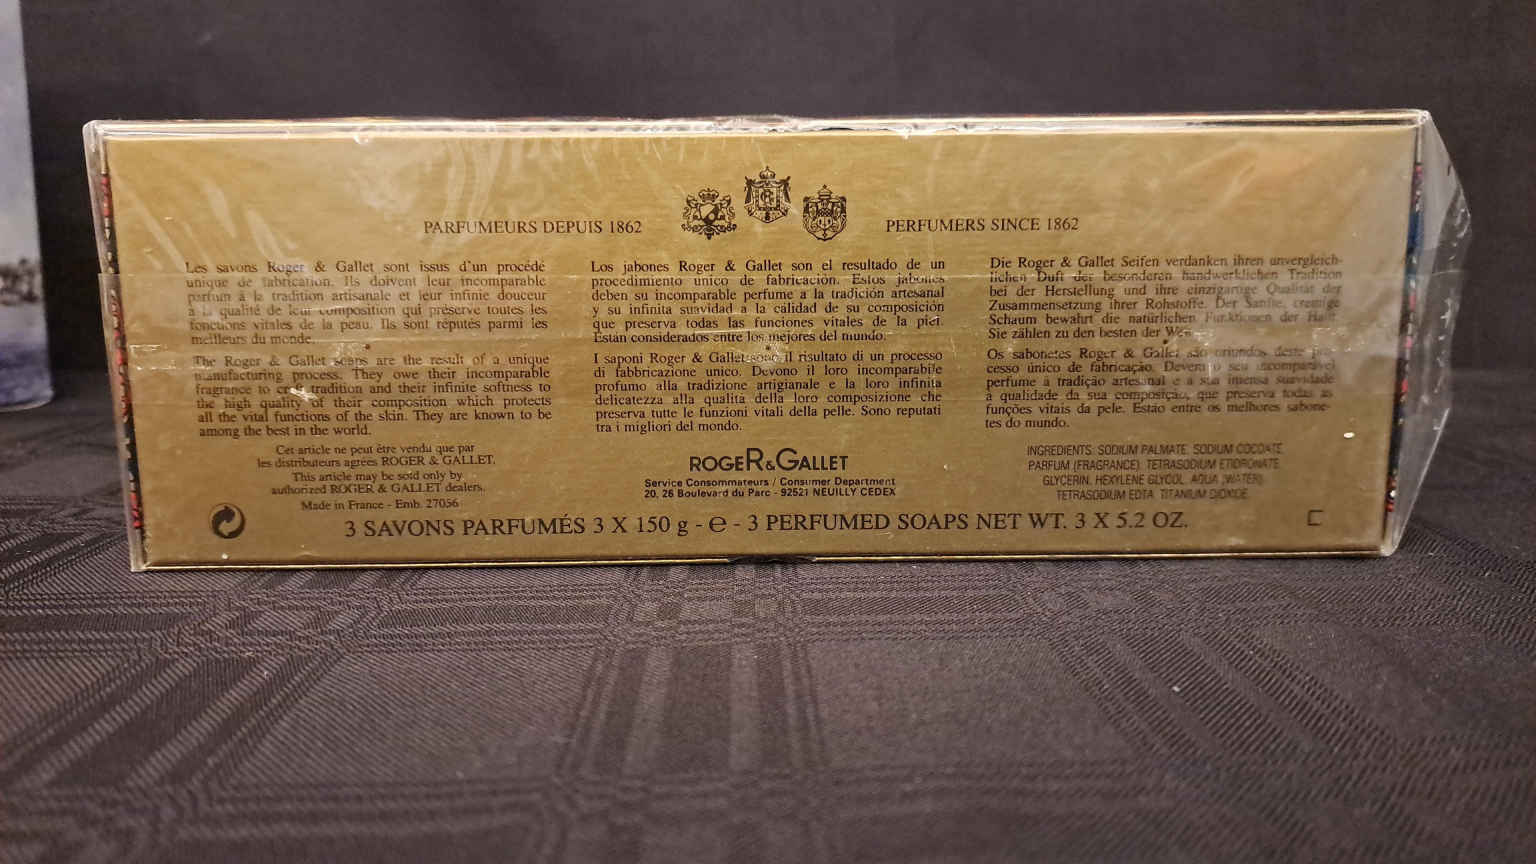 PARFUMEURS DEPUIS 1862
PERFUMERS SINCE 1862
Les savons Roger & Gallet sont issus d'un procédé
unique de fabrication. Ils doivent leur incomparable
parfum à la tradition artisanale et leur infinie douceur
à la qualité de leur composition qui préserve toutes les
fonctions vitales de la peau. Ils sont réputés parmi les
meilleurs du monde.
The Roger & Gallet soaps are the result of a unique
manufacturing process. They owe their incomparable
fragrance to craft tradition and their infinite softness to
the high quality of their composition which protects
all the vital functions of the skin. They are known to be
among the best in the world.
Cet article ne peut être vendu que par
les distributeurs agréés ROGER & GALLET.
This article may be sold only by
authorized ROGER & GALLET dealers.
Made in France - Emb. 27056
Los jabones Roger & Gallet son el resultado de un
procedimiento único de fabricación. Estos jabones
deben su incomparable perfume a la tradición artesanal
y su infinita suavidad a la calidad de su composición
que preserva todas las funciones vitales de la piel.
Están considerados entre los mejores del mundo.
I saponi Roger & Gallet sono il risultato di un processo
di fabbricazione unico. Devono il loro incomparabile
profumo alla tradizione artigianale e la loro infinita
delicatezza alla qualita della loro composizione che
preserva tutte le funzioni vitali della pelle. Sono reputati
tra i migliori del mondo.
ROGER & GALLET
Service Consommateurs / Consumer Department
20, 26 Boulevard du Parc - 92521 NEUILLY CEDEX
Die Roger & Gallet Seifen verdanken ihren unvergleich-
lichen Duft der besonderen handwerklichen Tradition
bei der Herstellung und ihre einzigartige Qualität der
Zusammensetzung ihrer Rohstoffe. Der Sanfte, cremige
Schaum bewahrt die natürlichen Funktionen der Haut.
Sie zählen zu den besten der Welt.
Os sabonetes Roger & Gallet são oriundos deste pro-
cesso único de fabricação. Devem o seu incomparável
perfume à tradição artesanal e a sua imensa suavidade
à qualidade da sua composição, que preserva todas as
funções vitais da pele. Estão entre os melhores sabone-
tes do mundo.
INGREDIENTS: SODIUM PALMATE, SODIUM COCOATE,
PARFUM (FRAGRANCE), TETRASODIUM ETIDRONATE,
GLYCERIN, HEXYLENE GLYCOL, AQUA (WATER),
TETRASODIUM EDTA, TITANIUM DIOXIDE.
3 SAVONS PARFUMÉS 3 X 150 g - ℮ - 3 PERFUMED SOAPS NET WT. 3 X 5.2 OZ.